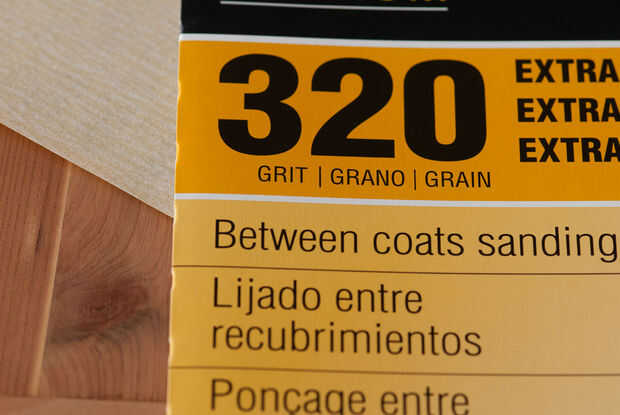 320
EXTRA
EXTRA
EXTRA
GRIT | GRANO | GRAIN
Between coats sanding
Lijado entre
recubrimientos
Ponçage entre